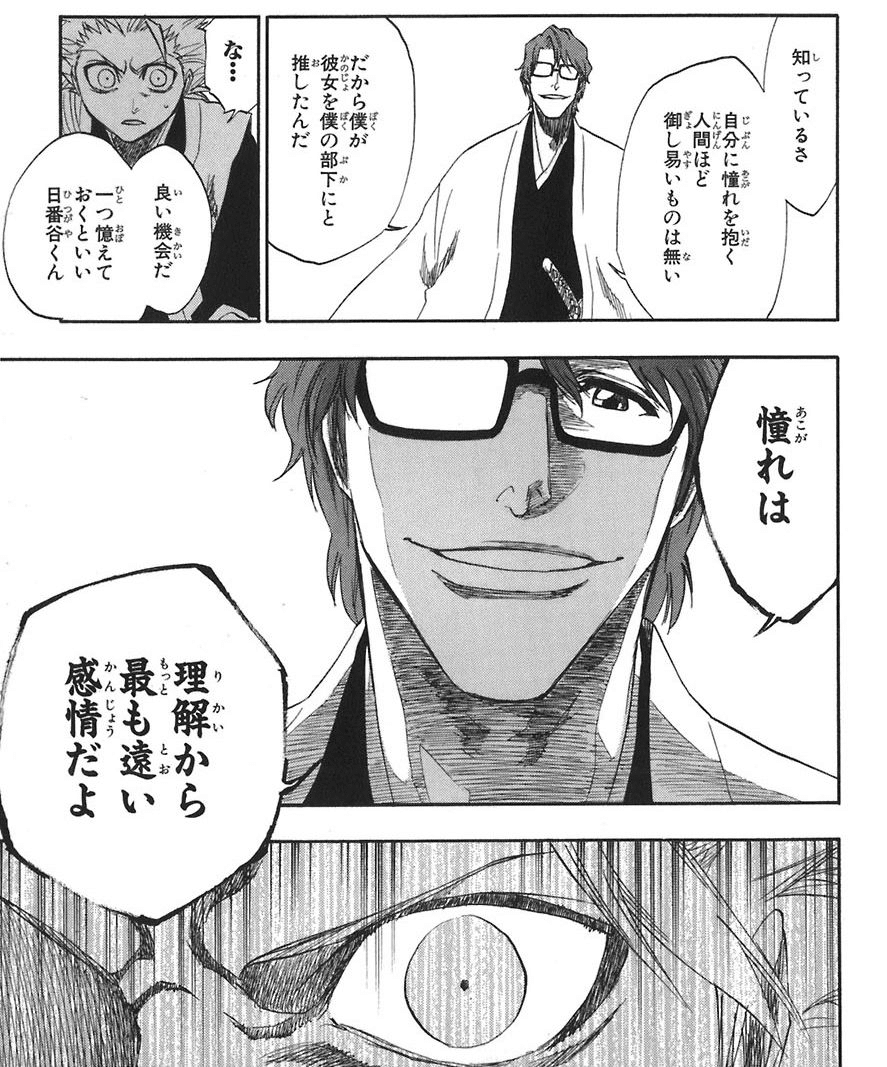 知っているさ
自分に憧れを抱く
人間ほど
御し易いものは無い
だから僕が
彼女を僕の部下にと
推したんだ
な…
良い機会だ
一つ憶えて
おくといい
日番谷くん
憧れは
理解から
最も遠い
感情だよ